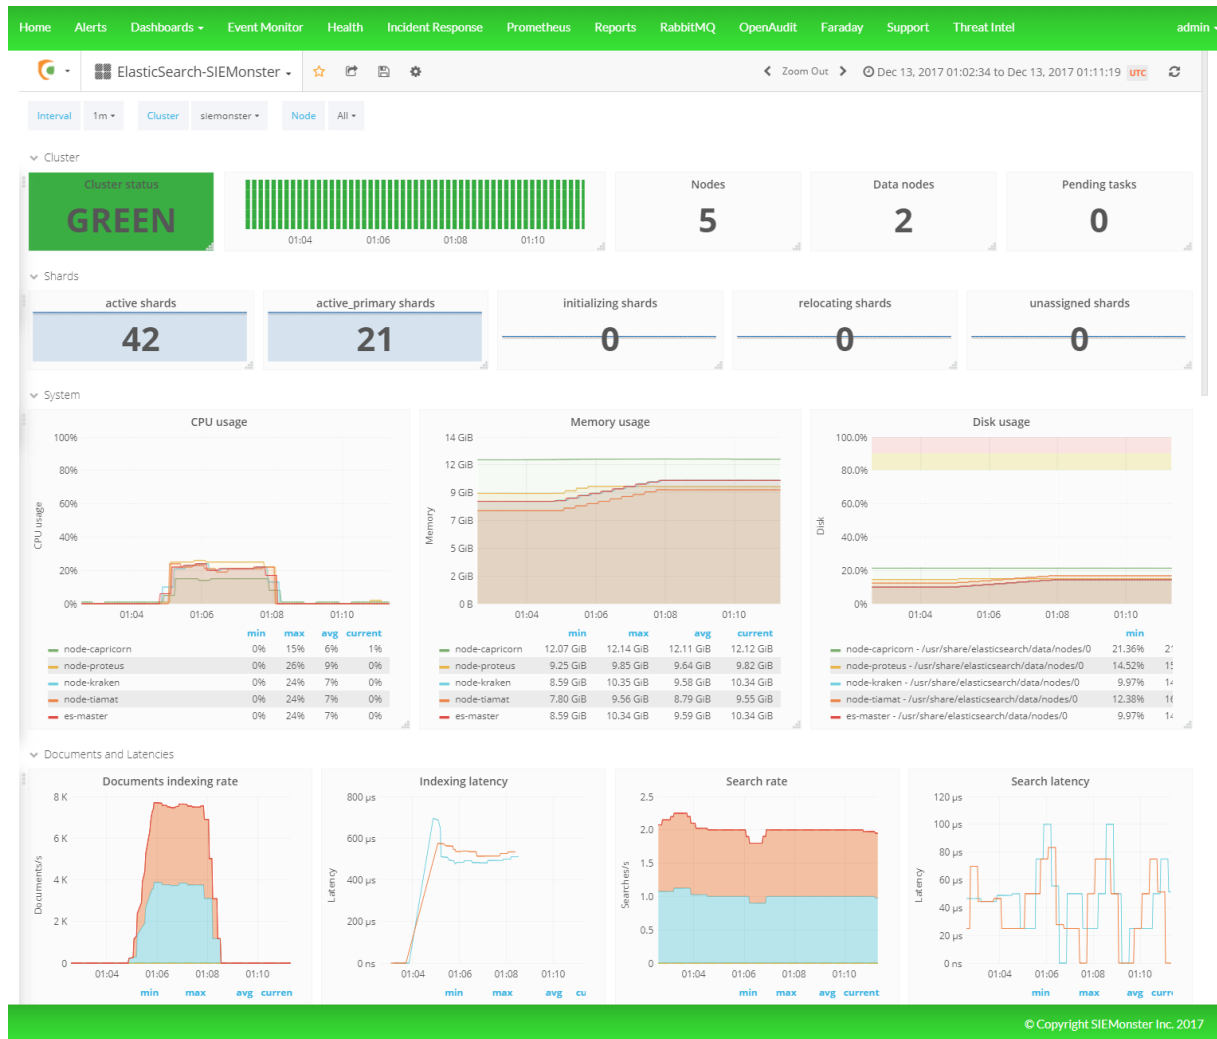 Home Alerts Dashboards Event Monitor Health Incident Response Prometheus Reports RabbitMQ OpenAudit Faraday Support Threat Intel admin
ElasticSearch-SIEMonster Zoom Out Dec 13, 2017 01:02:34 to Dec 13, 2017 01:11:19 UTC
Interval 1m Cluster siemonster Node All
Cluster
Cluster status Nodes Data nodes Pending tasks
GREEN 5 2 0
01:04 01:06 01:08 01:10
Shards
active shards active_primary shards initializing shards relocating shards unassigned shards
42 21 0 0 0
System
CPU usage
100%
80%
60%
40%
20%
0%
CPU usage
01:04 01:06 01:08 01:10
min max avg current
node-capricorn 0% 15% 6% 1%
node-proteus 0% 26% 9% 0%
node-kraken 0% 24% 7% 0%
node-tiamat 0% 24% 7% 0%
es-master 0% 24% 7% 0%
Memory usage
14 GiB
12 GiB
9 GiB
7 GiB
5 GiB
2 GiB
0 B
Memory
01:04 01:06 01:08 01:10
min max avg current
node-capricorn 12.07 GiB 12.14 GiB 12.11 GiB 12.12 GiB
node-proteus 9.25 GiB 9.85 GiB 9.64 GiB 9.82 GiB
node-kraken 8.59 GiB 10.35 GiB 9.58 GiB 10.34 GiB
node-tiamat 7.80 GiB 9.56 GiB 8.79 GiB 9.55 GiB
es-master 8.59 GiB 10.34 GiB 9.59 GiB 10.34 GiB
Disk usage
100.0%
80.0%
60.0%
40.0%
20.0%
0%
Disk
01:04 01:06 01:08 01:10
min
node-capricorn - /usr/share/elasticsearch/data/nodes/0 21.36%
node-proteus - /usr/share/elasticsearch/data/nodes/0 14.52%
node-kraken - /usr/share/elasticsearch/data/nodes/0 9.97%
node-tiamat - /usr/share/elasticsearch/data/nodes/0 12.38%
es-master - /usr/share/elasticsearch/data/nodes/0 9.97%
Documents and Latencies
Documents indexing rate
8 K
6 K
4 K
2 K
0
Documents/s
01:04 01:06 01:08 01:10
min max avg curren
Indexing latency
800 µs
600 µs
400 µs
200 µs
0 ns
Latency
01:04 01:06 01:08 01:10
min max avg cu
Search rate
2.5
2.0
1.5
1.0
0.5
0
Searches/s
01:04 01:06 01:08 01:10
min max avg current
Search latency
120 µs
100 µs
80 µs
60 µs
40 µs
20 µs
0 ns
Latency
01:04 01:06 01:08 01:10
min max avg curr
© Copyright SIEMonster Inc. 2017